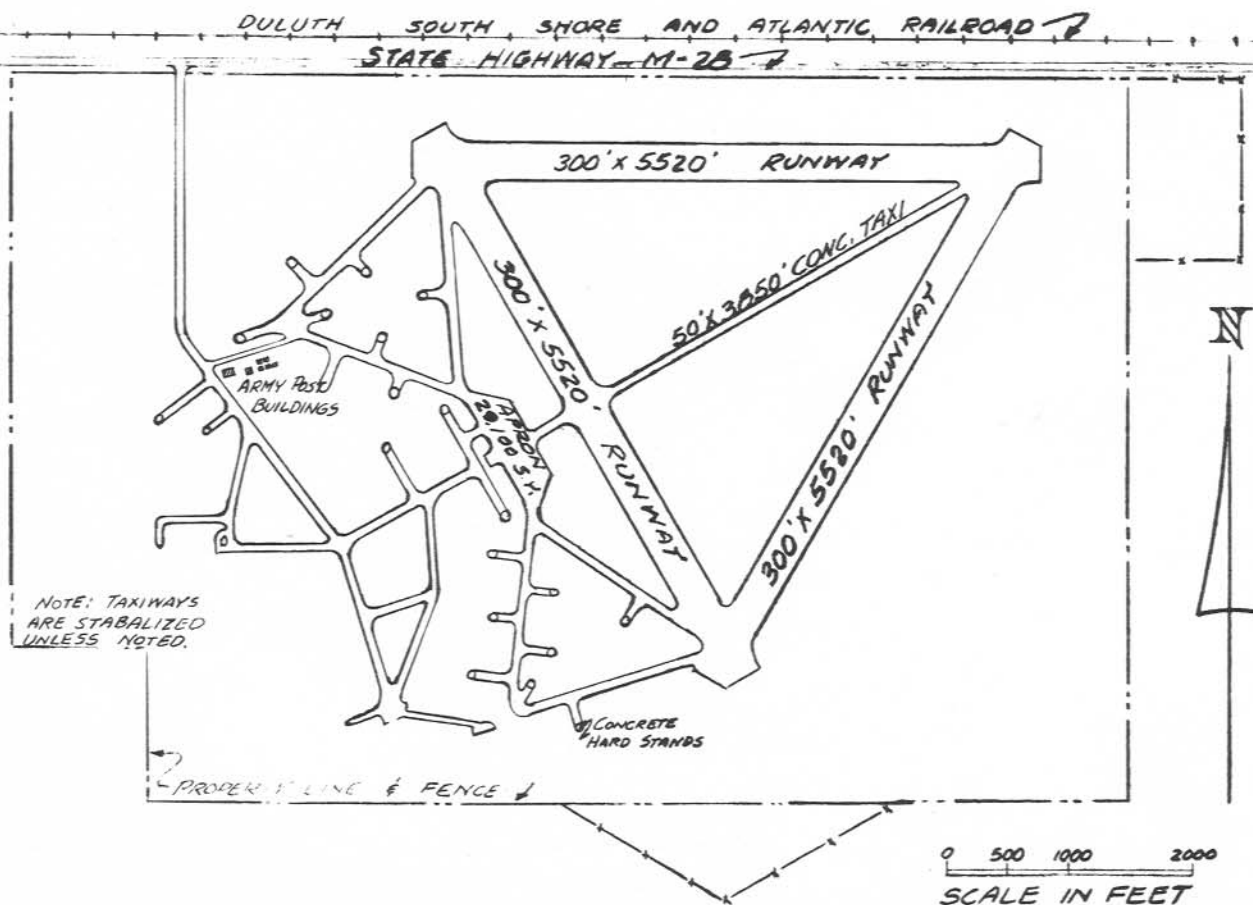 DULUTH SOUTH SHORE AND ATLANTIC RAILROAD
STATE HIGHWAY M-28
300' X 5520' RUNWAY
50' X 3850' CONC. TAXI
300' X 5520' RUNWAY
300' X 5520' RUNWAY
N
ARMY POST
BUILDINGS
APRON
100 S.Y.
NOTE: TAXIWAYS
ARE STABALIZED
UNLESS NOTED.
CONCRETE
HARD STANDS
PROPERTY LINE & FENCE
0 500 1000 2000
SCALE IN FEET